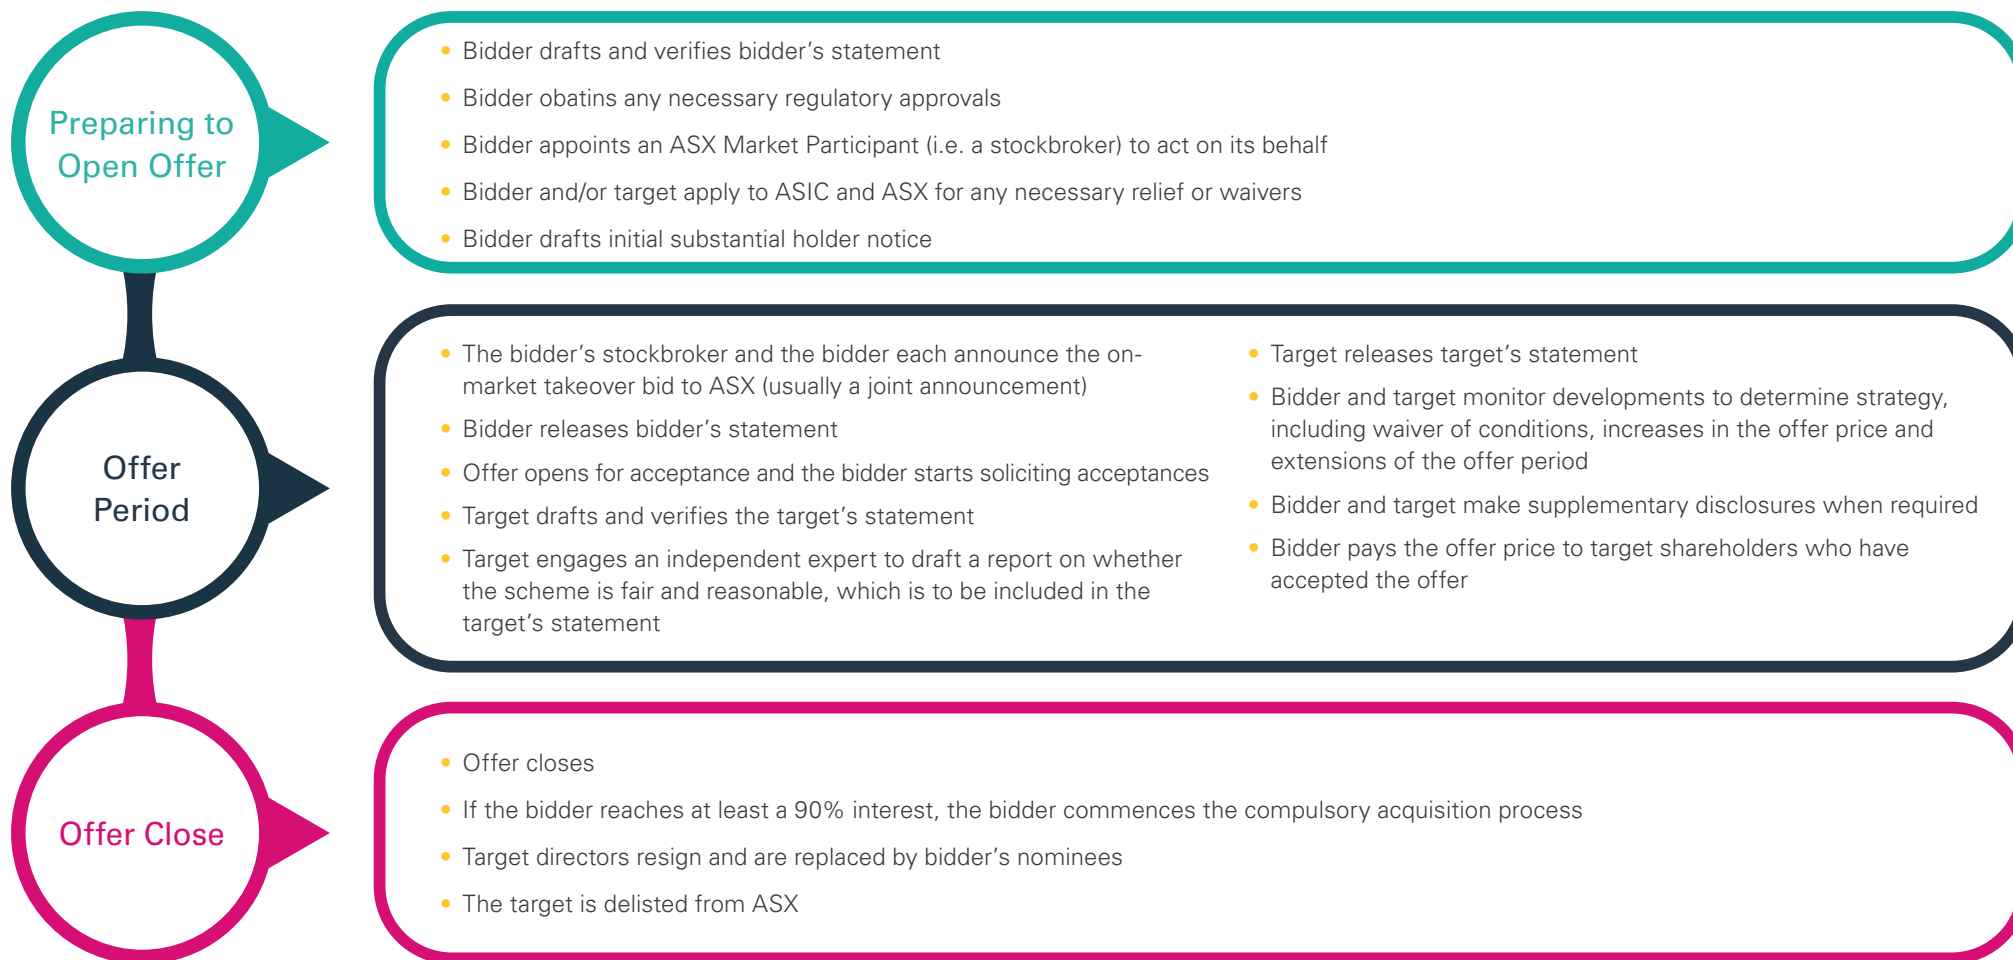 Preparing to
Open Offer
• Bidder drafts and verifies bidder’s statement
• Bidder obatins any necessary regulatory approvals
• Bidder appoints an ASX Market Participant (i.e. a stockbroker) to act on its behalf
• Bidder and/or target apply to ASIC and ASX for any necessary relief or waivers
• Bidder drafts initial substantial holder notice
Offer
Period
• The bidder’s stockbroker and the bidder each announce the on-
market takeover bid to ASX (usually a joint announcement)
• Bidder releases bidder’s statement
• Offer opens for acceptance and the bidder starts soliciting acceptances
• Target drafts and verifies the target’s statement
• Target engages an independent expert to draft a report on whether
the scheme is fair and reasonable, which is to be included in the
target’s statement
• Target releases target’s statement
• Bidder and target monitor developments to determine strategy,
including waiver of conditions, increases in the offer price and
extensions of the offer period
• Bidder and target make supplementary disclosures when required
• Bidder pays the offer price to target shareholders who have
accepted the offer
Offer Close
• Offer closes
• If the bidder reaches at least a 90% interest, the bidder commences the compulsory acquisition process
• Target directors resign and are replaced by bidder’s nominees
• The target is delisted from ASX